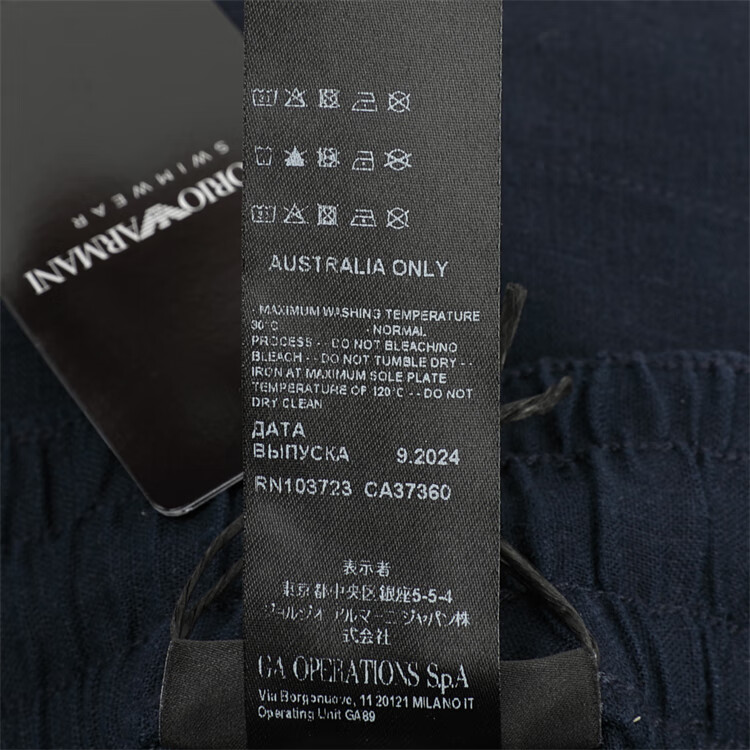 EMPORIO ARMANI
SWIMWEAR
AUSTRALIA ONLY
- MAXIMUM WASHING TEMPERATURE
30°C - NORMAL
PROCESS - - DO NOT BLEACH/NO
BLEACH - - DO NOT TUMBLE DRY - -
IRON AT MAXIMUM SOLE PLATE
TEMPERATURE OF 120°C - - DO NOT
DRY CLEAN
ДАТА
ВЫПУСКА 9.2024
RN103723 CA37360
表示者
東京都中央区銀座5-5-4
ジョルジオ アルマーニ ジャパン株
式会社
GA OPERATIONS S.p.A
Via Borgonuovo, 11 20121 MILANO IT
Operating Unit GA89